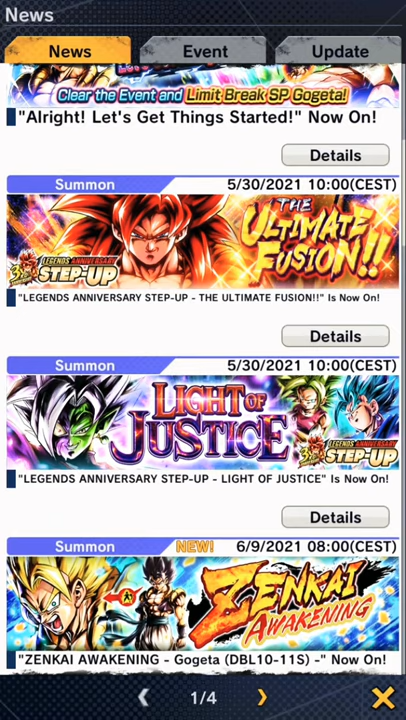 News
News
Event
Update
Clear the Event and Limit Break SP Gogeta!
"Alright! Let's Get Things Started!" Now On!
Details
Summon
5/30/2021 10:00(CEST)
THE
ULTIMATE
FUSION!!
LEGENDS ANNIVERSARY
STEP-UP
"LEGENDS ANNIVERSARY STEP-UP - THE ULTIMATE FUSION!!" Is Now On!
Details
Summon
5/30/2021 10:00(CEST)
LIGHT OF
JUSTICE
LEGENDS ANNIVERSARY
STEP-UP
"LEGENDS ANNIVERSARY STEP-UP - LIGHT OF JUSTICE" Is Now On!
Details
Summon
NEW!
6/9/2021 08:00(CEST)
ZENKAI
AWAKENING
"ZENKAI AWAKENING - Gogeta (DBL10-11S) -" Now On!
1/4